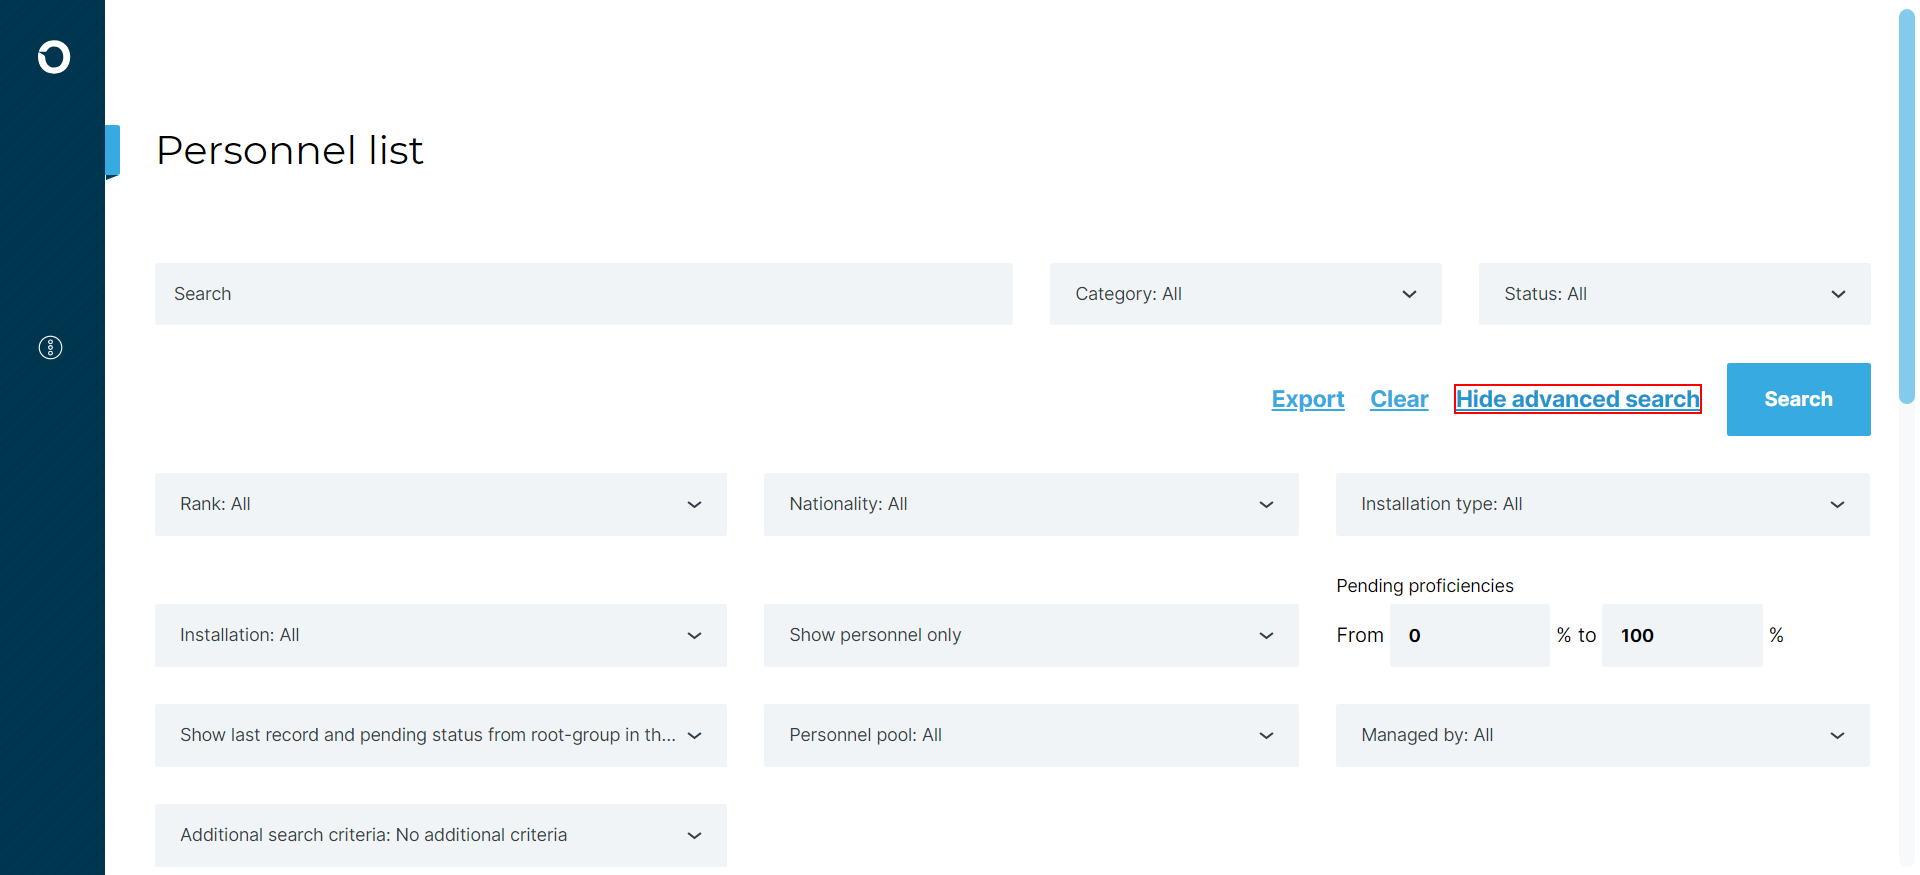 Personnel list
Search
Category: All
Status: All
Export
Clear
Hide advanced search
Search
Rank: All
Nationality: All
Installation type: All
Pending proficiencies
Installation: All
Show personnel only
From 0 % to 100 %
Show last record and pending status from root-group in th...
Personnel pool: All
Managed by: All
Additional search criteria: No additional criteria